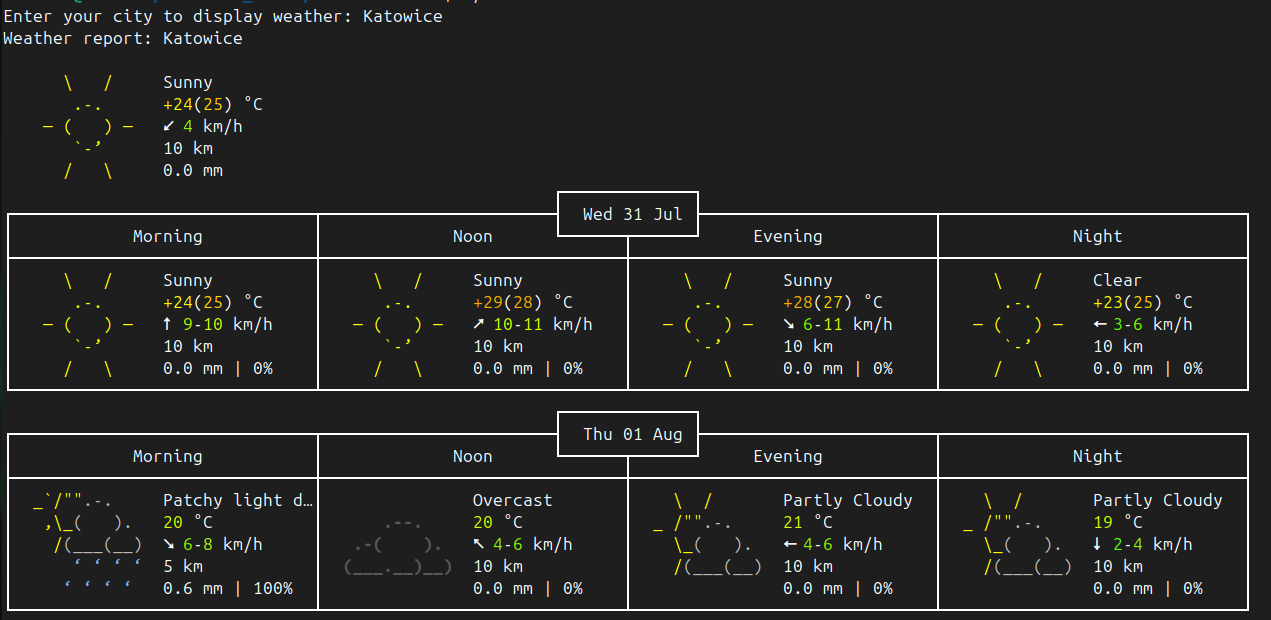 Enter your city to display weather: Katowice
Weather report: Katowice
Sunny
+24(25) °C
↙ 4 km/h
10 km
0.0 mm
Wed 31 Jul
Morning Noon Evening Night
Sunny Sunny Sunny Clear
+24(25) °C +29(28) °C +28(27) °C +23(25) °C
↑ 9-10 km/h ↗ 10-11 km/h ↘ 6-11 km/h ← 3-6 km/h
10 km 10 km 10 km 10 km
0.0 mm | 0% 0.0 mm | 0% 0.0 mm | 0% 0.0 mm | 0%
Thu 01 Aug
Morning Noon Evening Night
Patchy light d… Overcast Partly Cloudy Partly Cloudy
20 °C 20 °C 21 °C 19 °C
↘ 6-8 km/h ↖ 4-6 km/h ← 4-6 km/h ↓ 2-4 km/h
5 km 10 km 10 km 10 km
0.6 mm | 100% 0.0 mm | 0% 0.0 mm | 0% 0.0 mm | 0%